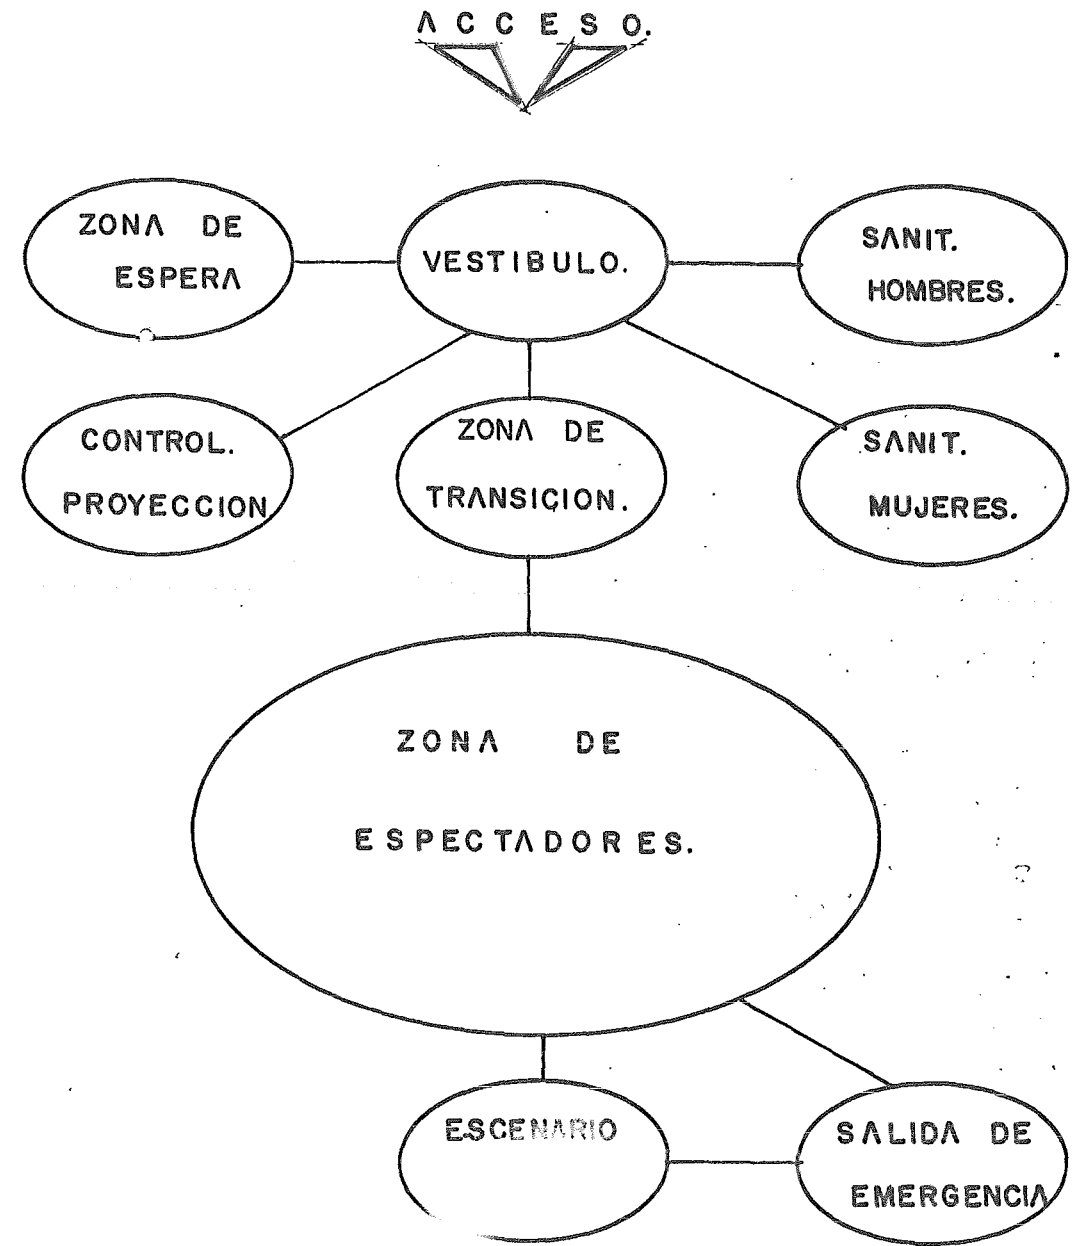 ACCESO.
ZONA DE
ESPERA
VESTIBULO.
SANIT.
HOMBRES.
CONTROL.
PROYECCION
ZONA DE
TRANSICION.
SANIT.
MUJERES.
ZONA DE
ESPECTADORES.
ESCENARIO
SALIDA DE
EMERGENCIA